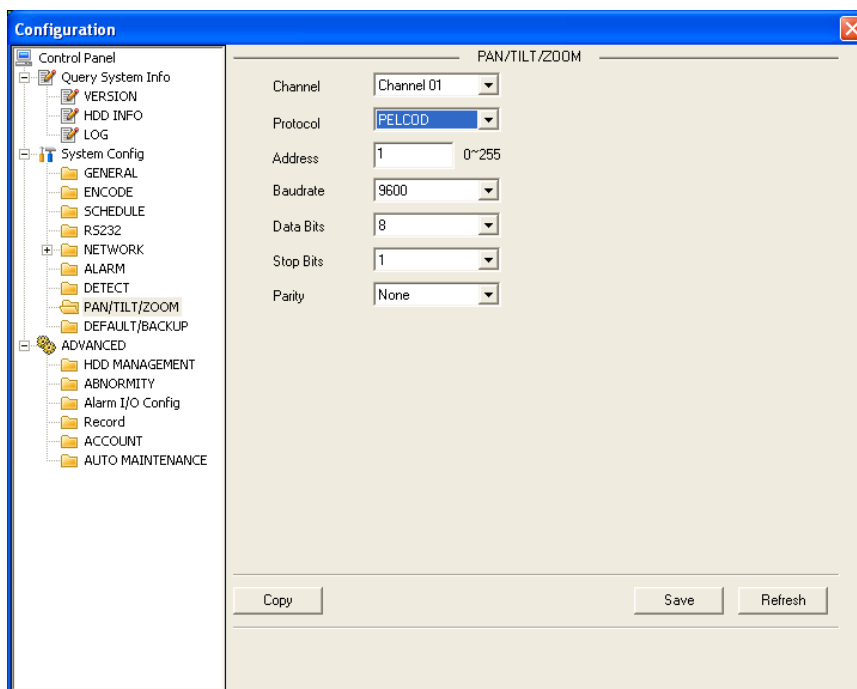 Configuration
Control Panel
Query System Info
VERSION
HDD INFO
LOG
System Config
GENERAL
ENCODE
SCHEDULE
RS232
NETWORK
ALARM
DETECT
PAN/TILT/ZOOM
DEFAULT/BACKUP
ADVANCED
HDD MANAGEMENT
ABNORMITY
Alarm I/O Config
Record
ACCOUNT
AUTO MAINTENANCE
PAN/TILT/ZOOM
Channel Channel 01
Protocol PELCOD
Address 1 0~255
Baudrate 9600
Data Bits 8
Stop Bits 1
Parity None
Copy Save Refresh